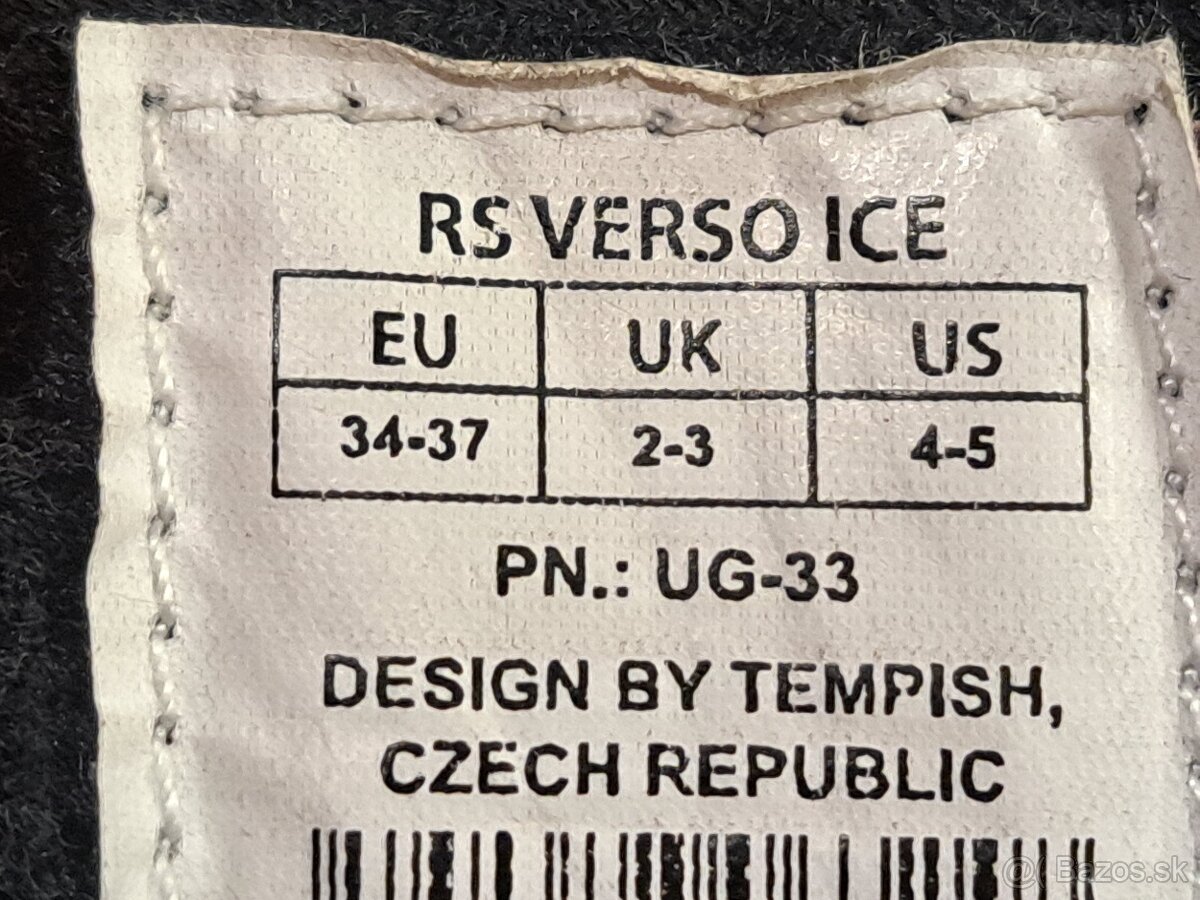 RS VERSO ICE
EU UK US
34-37 2-3 4-5
PN.: UG-33
DESIGN BY TEMPISH,
CZECH REPUBLIC
@( Bazos.sk